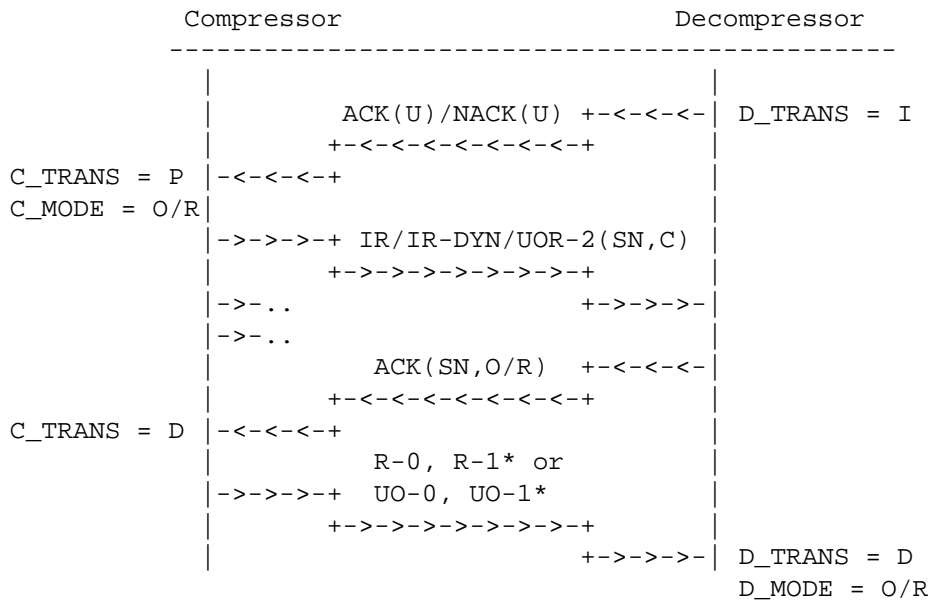 Compressor                     Decompressor
             ----------------------------------------------
               |                               |
               |        ACK(U)/NACK(U) +-<-<-<-| D_TRANS = I
               |       +-<-<-<-<-<-<-<-+       |
C_TRANS = P |-<-<-<-+                       |
C_MODE = O/R|                               |
               |->->->-+ IR/IR-DYN/UOR-2(SN,C) |
               |       +->->->->->->->-+       |
               |->-..                  +->->->-|
               |->-..                          |
               |          ACK(SN,O/R)  +-<-<-<-|
               |       +-<-<-<-<-<-<-<-+       |
C_TRANS = D |-<-<-<-+                       |
               |          R-0, R-1* or         |
               |->->->-+  UO-0, UO-1*          |
               |       +->->->->->->->-+       |
               |                       +->->->-| D_TRANS = D
                                                 D_MODE = O/R